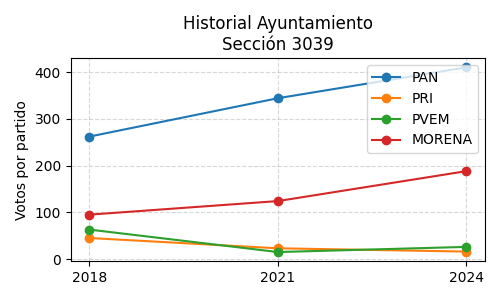 Historial Ayuntamiento
Sección 3039
Votos por partido
400
300
200
100
0
2018
2021
2024
PAN
PRI
PVEM
MORENA